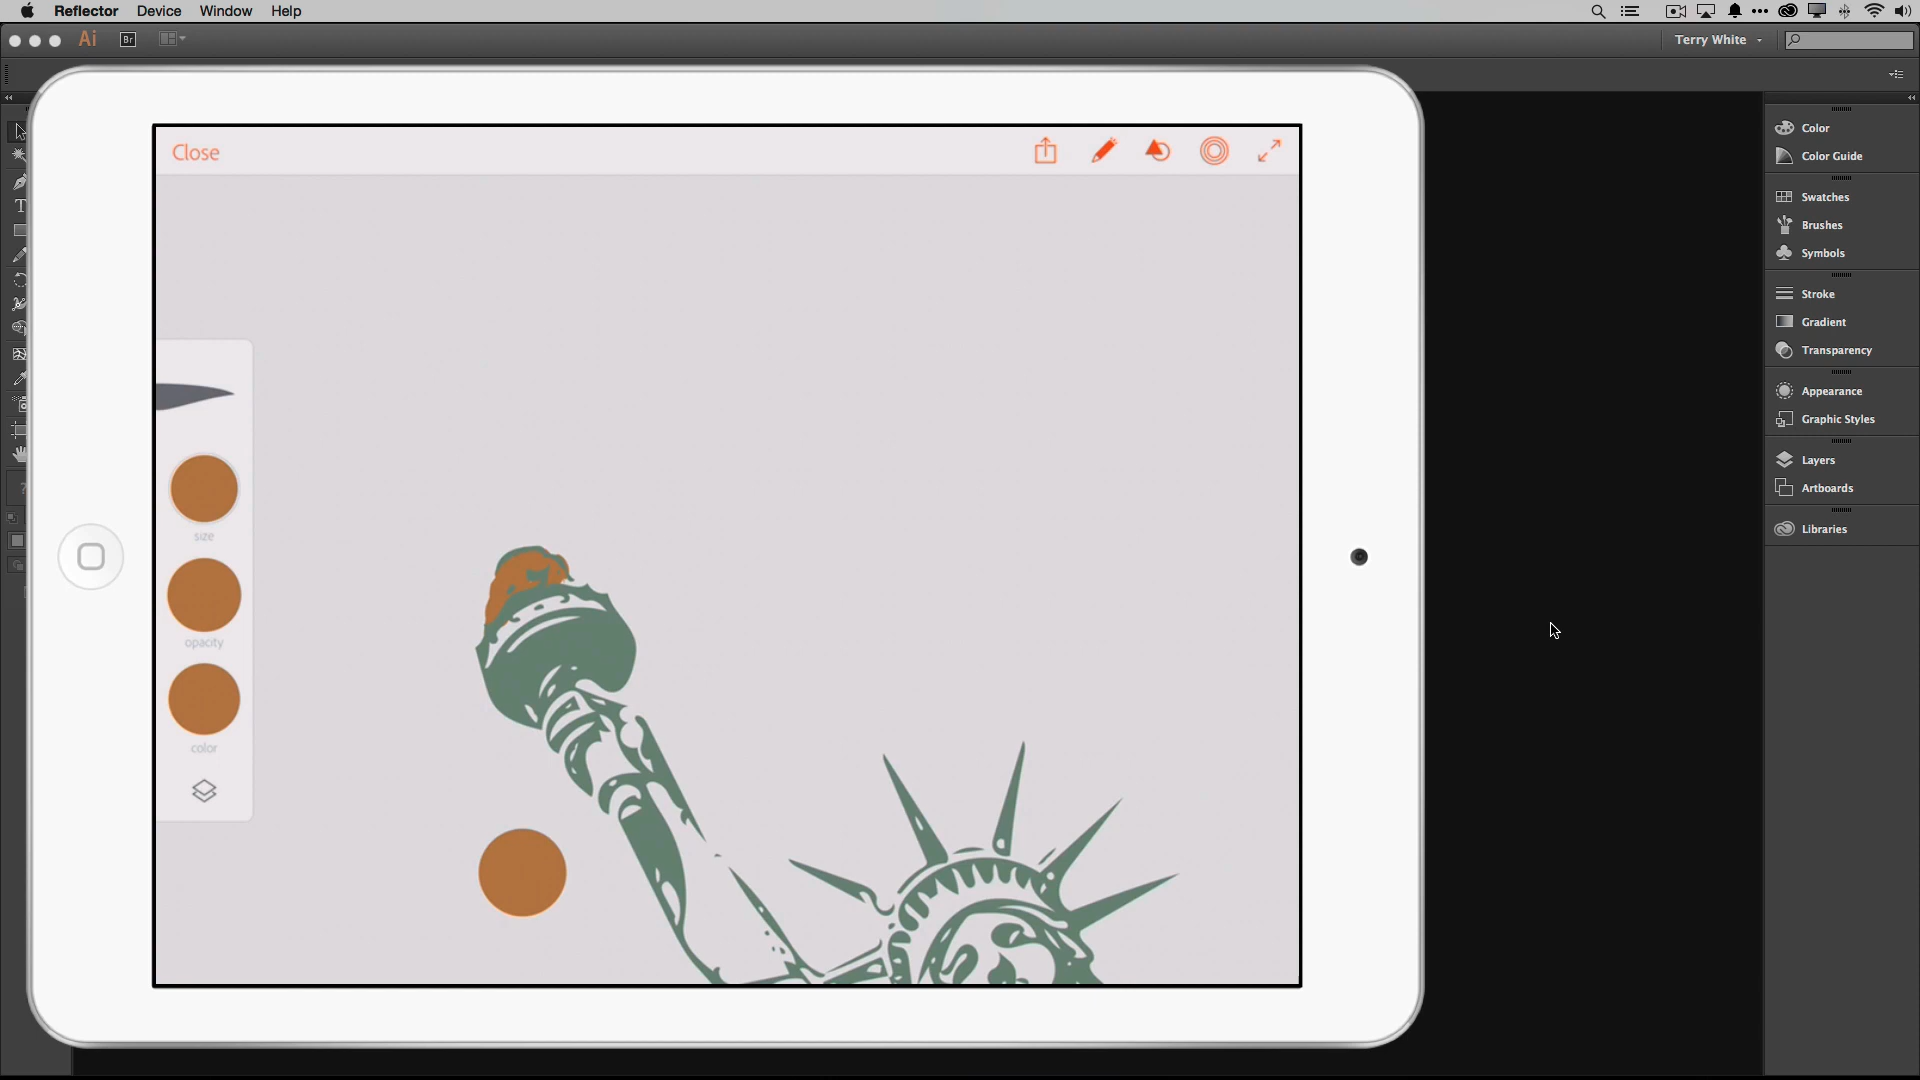 Reflector Device Window Help
Ai Br Terry White
Close
Color
Color Guide
Swatches
Brushes
Symbols
Stroke
Gradient
Transparency
Appearance
Graphic Styles
Layers
Artboards
Libraries
size
opacity
color
T
?